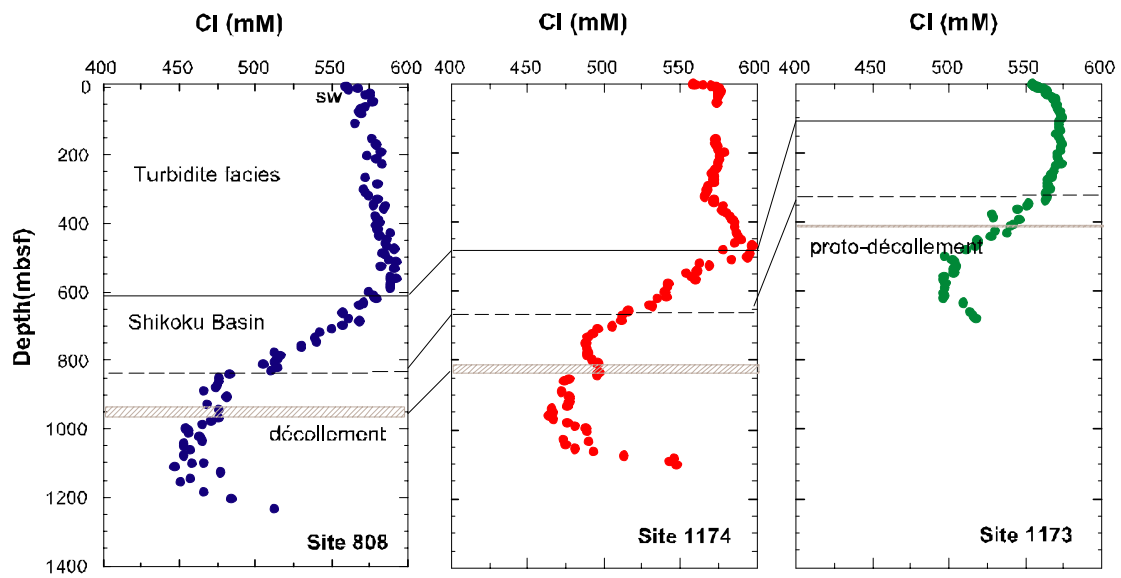 Cl (mM)
Cl (mM)
Cl (mM)
400 450 500 550 600
400 450 500 550 600
400 450 500 550 600
0
200
400
600
800
1000
1200
1400
Depth(mbsf)
sw
Turbidite facies
Shikoku Basin
décollement
Site 808
Site 1174
proto-décollement
Site 1173